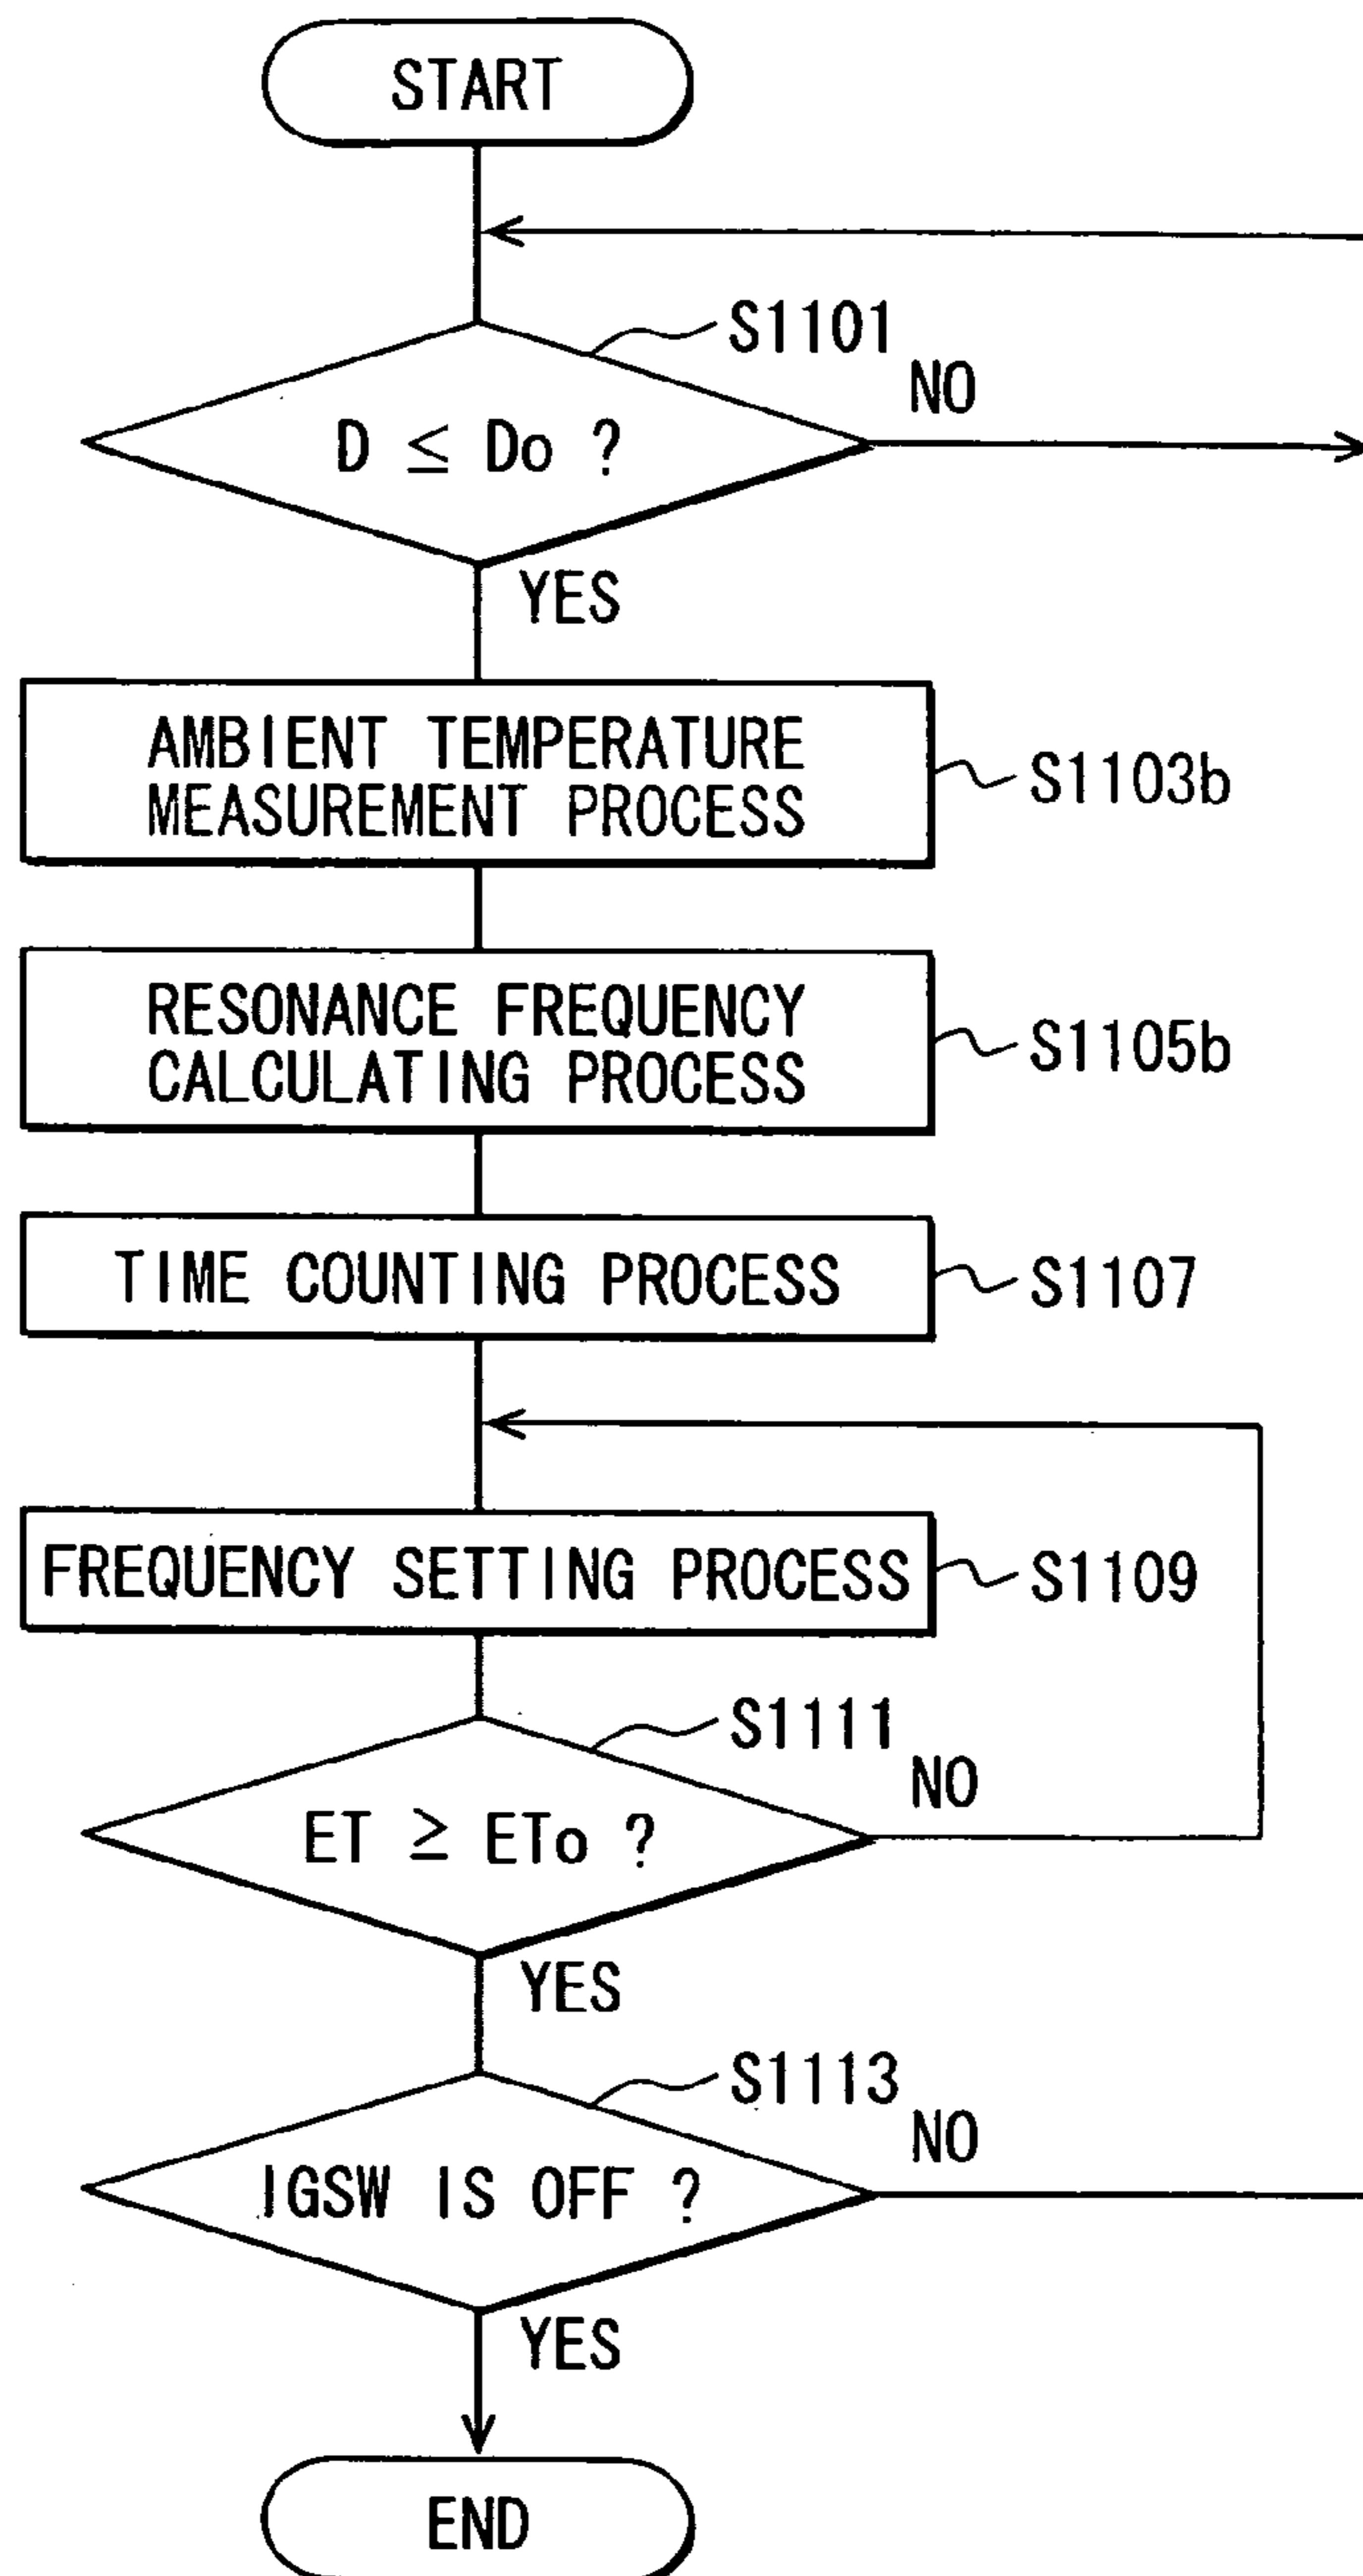 START
S1101
NO
D ≤ Do ?
YES
AMBIENT TEMPERATURE
MEASUREMENT PROCESS
S1103b
RESONANCE FREQUENCY
CALCULATING PROCESS
S1105b
TIME COUNTING PROCESS
S1107
FREQUENCY SETTING PROCESS
S1109
S1111
NO
ET ≥ ETo ?
YES
S1113
NO
IGSW IS OFF ?
YES
END